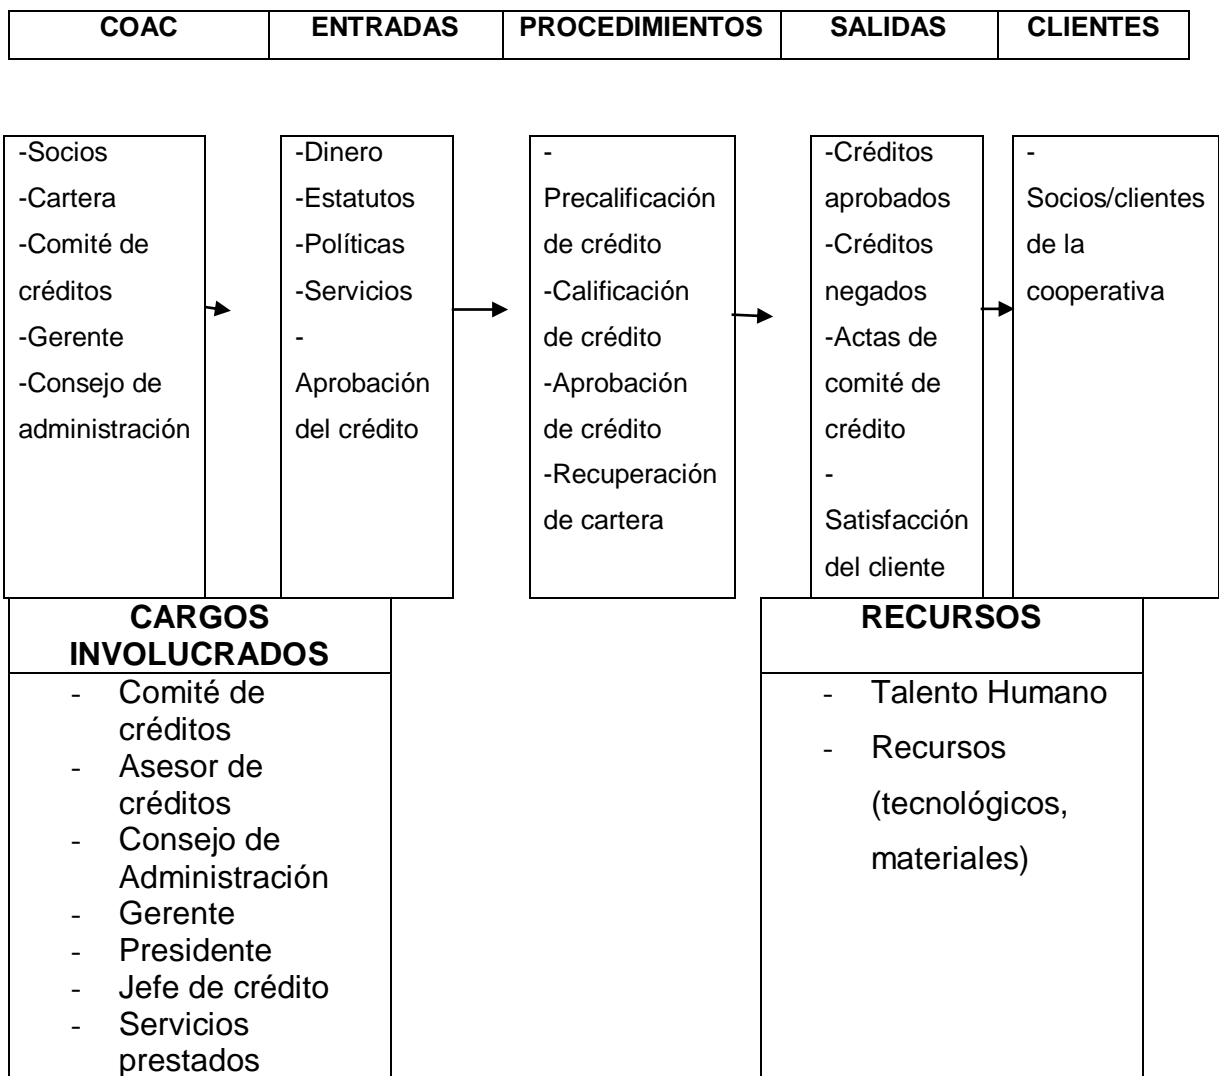 COAC
ENTRADAS
PROCEDIMIENTOS
SALIDAS
CLIENTES
-Socios
-Cartera
-Comité de
créditos
-Gerente
-Consejo de
administración
-Dinero
-Estatutos
-Políticas
-Servicios
-
Aprobación
del crédito
-
Precalificación
de crédito
-Calificación
de crédito
-Aprobación
de crédito
-Recuperación
de cartera
-Créditos
aprobados
-Créditos
negados
-Actas de
comité de
crédito
-
Satisfacción
del cliente
-
Socios/clientes
de la
cooperativa
CARGOS
INVOLUCRADOS
- Comité de
créditos
- Asesor de
créditos
- Consejo de
Administración
- Gerente
- Presidente
- Jefe de crédito
- Servicios
prestados
RECURSOS
- Talento Humano
- Recursos
(tecnológicos,
materiales)